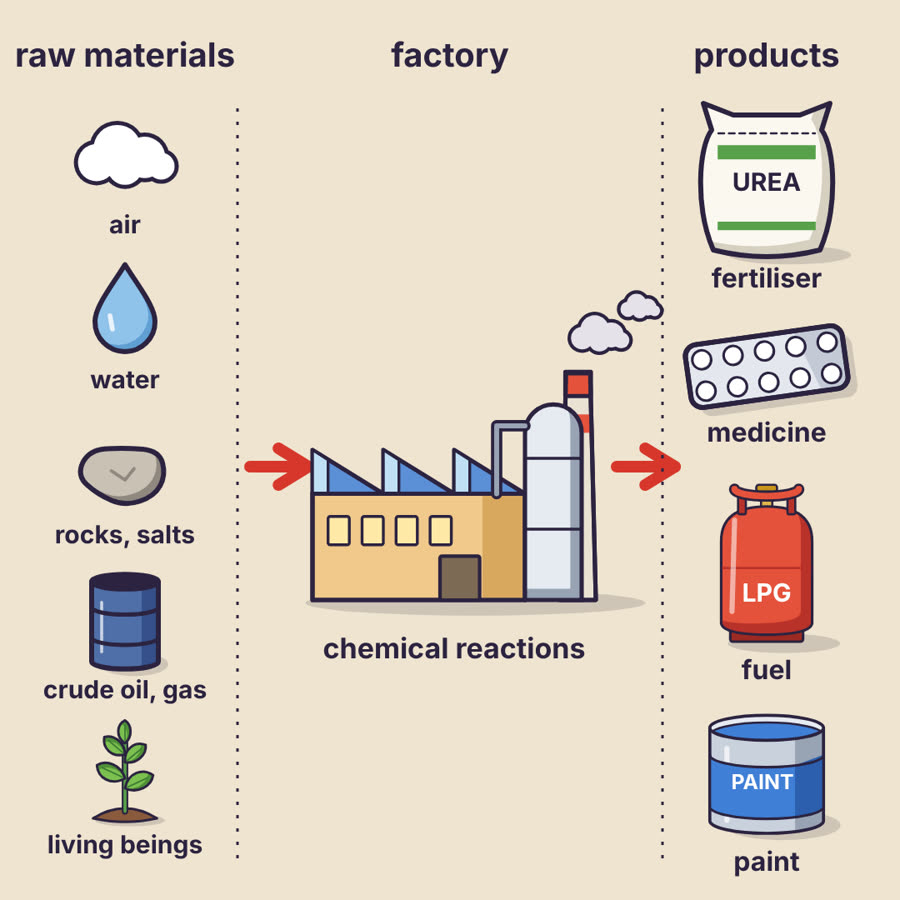 raw materials
factory
products
air
water
rocks, salts
crude oil, gas
living beings
chemical reactions
UREA
fertiliser
medicine
LPG
fuel
PAINT
paint